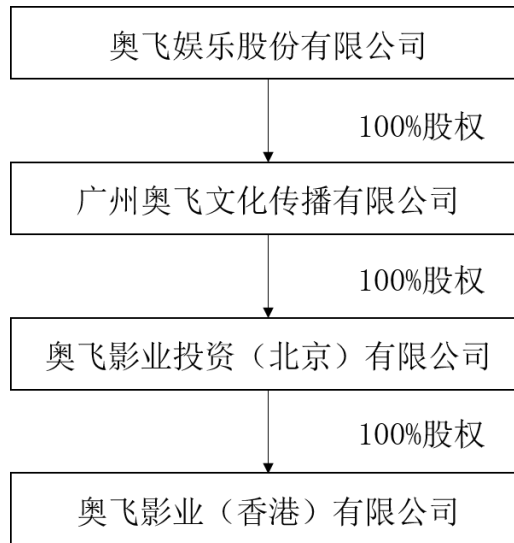 奥飞娱乐股份有限公司
100%股权
广州奥飞文化传播有限公司
100%股权
奥飞影业投资（北京）有限公司
100%股权
奥飞影业（香港）有限公司